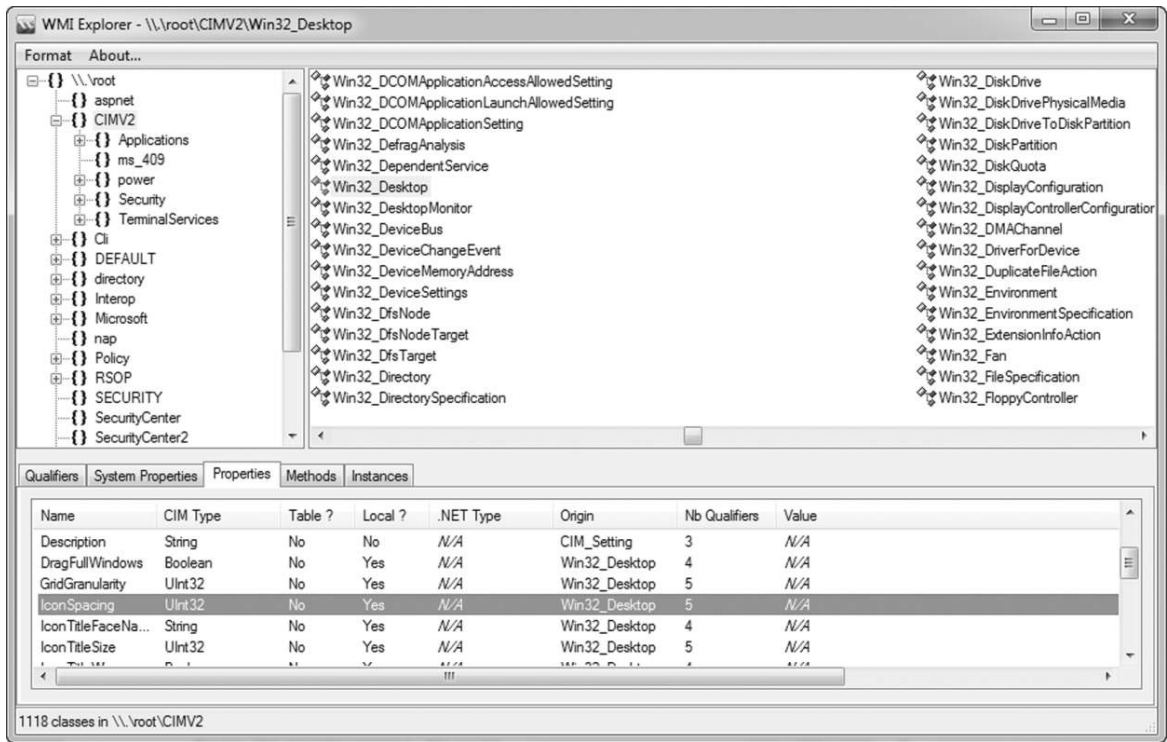 WMI Explorer - \\.\root\CIMV2\Win32_Desktop
Format About...
\\.\root
aspnet
CIMV2
Applications
ms_409
power
Security
TerminalServices
Cli
DEFAULT
directory
Interop
Microsoft
nap
Policy
RSOP
SECURITY
SecurityCenter
SecurityCenter2
Win32_DCOMApplicationAccessAllowedSetting
Win32_DCOMApplicationLaunchAllowedSetting
Win32_DCOMApplicationSetting
Win32_DefragAnalysis
Win32_DependentService
Win32_Desktop
Win32_DesktopMonitor
Win32_DeviceBus
Win32_DeviceChangeEvent
Win32_DeviceMemoryAddress
Win32_DeviceSettings
Win32_DfsNode
Win32_DfsNodeTarget
Win32_DfsTarget
Win32_Directory
Win32_DirectorySpecification
Win32_DiskDrive
Win32_DiskDrivePhysicalMedia
Win32_DiskDriveToDiskPartition
Win32_DiskPartition
Win32_DiskQuota
Win32_DisplayConfiguration
Win32_DisplayControllerConfiguration
Win32_DMAChannel
Win32_DriverForDevice
Win32_DuplicateFileAction
Win32_Environment
Win32_EnvironmentSpecification
Win32_ExtensionInfoAction
Win32_Fan
Win32_FileSpecification
Win32_FloppyController
Qualifiers System Properties Properties Methods Instances
Name CIM Type Table ? Local ? .NET Type Origin Nb Qualifiers Value
Description String No No N/A CIM_Setting 3 N/A
DragFullWindows Boolean No Yes N/A Win32_Desktop 4 N/A
GridGranularity UInt32 No Yes N/A Win32_Desktop 5 N/A
IconSpacing UInt32 No Yes N/A Win32_Desktop 5 N/A
IconTitleFaceNa... String No Yes N/A Win32_Desktop 4 N/A
IconTitleSize UInt32 No Yes N/A Win32_Desktop 5 N/A
1118 classes in \\.\root\CIMV2